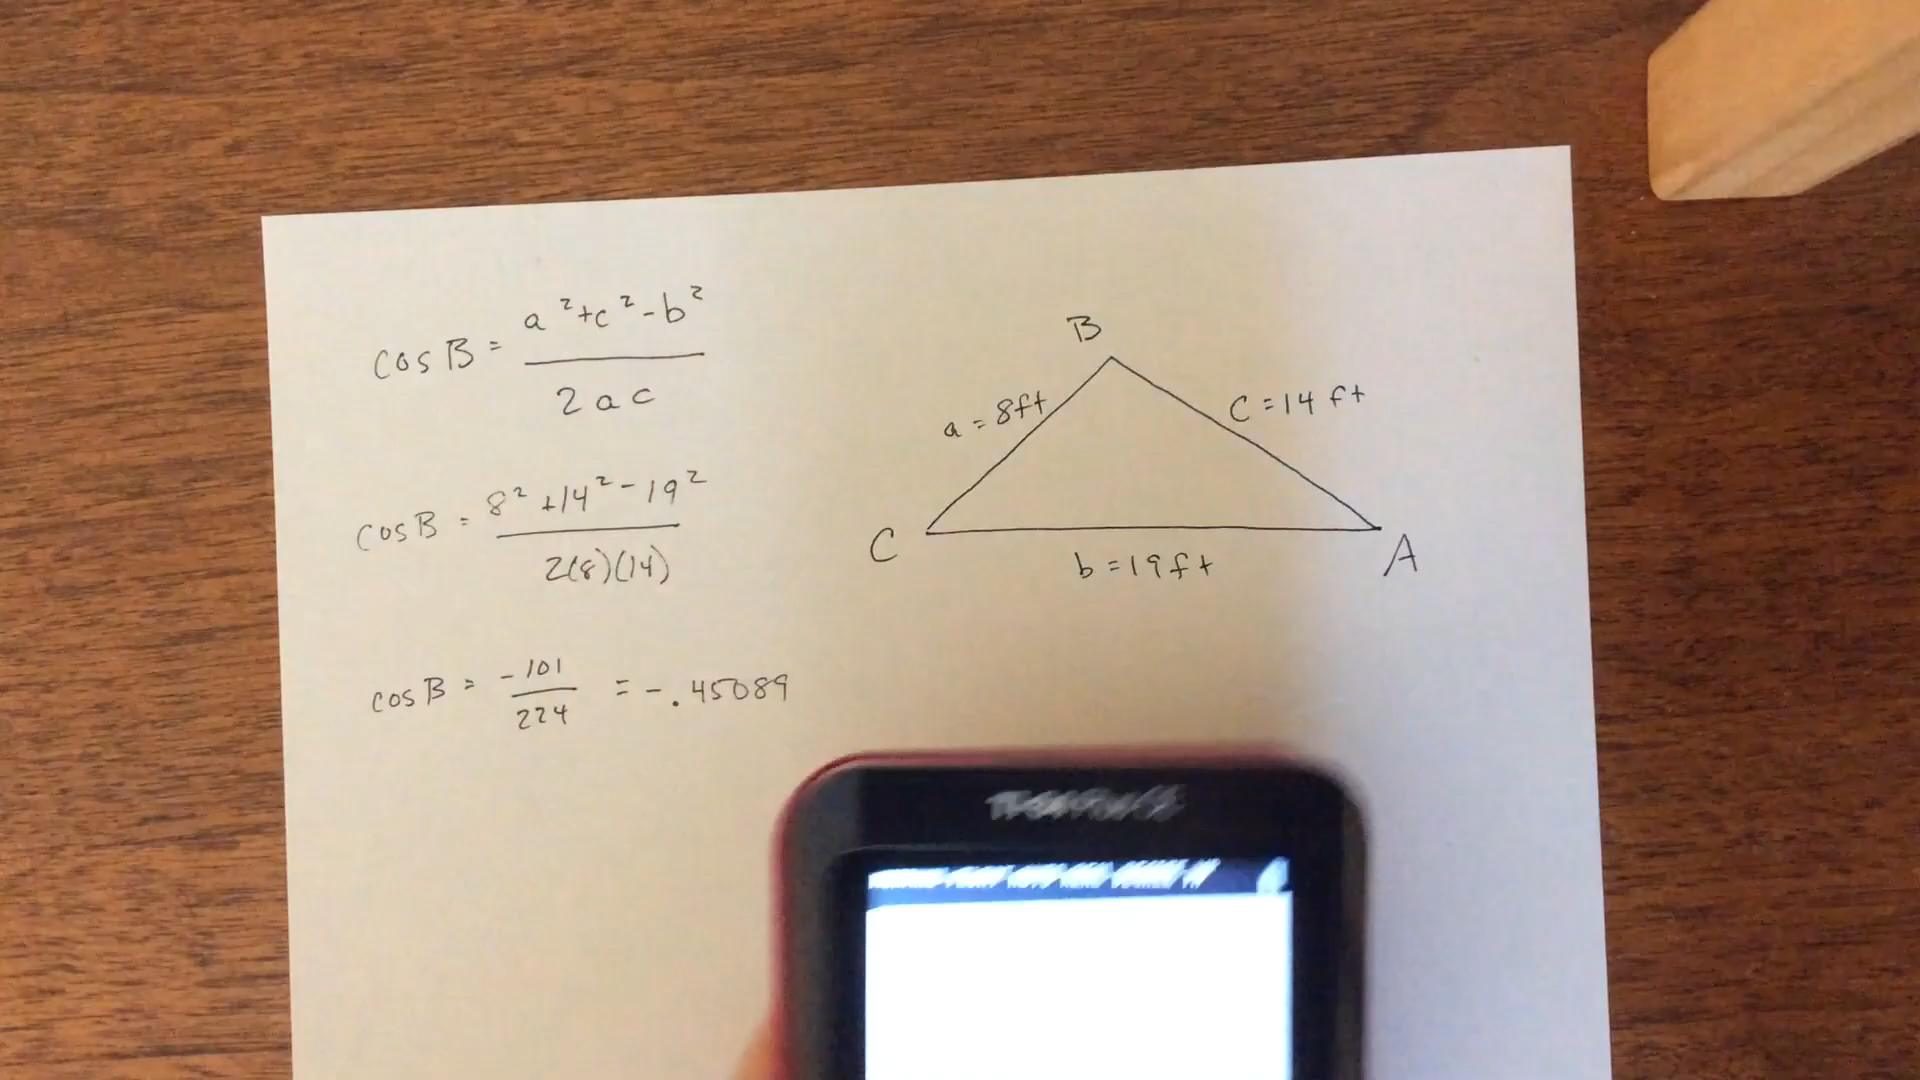 cos B = a²+c²-b² / 2ac
cos B = 8²+14²-19² / 2(8)(14)
cos B = -101 / 224 = -.45089
B
a = 8ft
C = 14 ft
C
A
b = 19ft